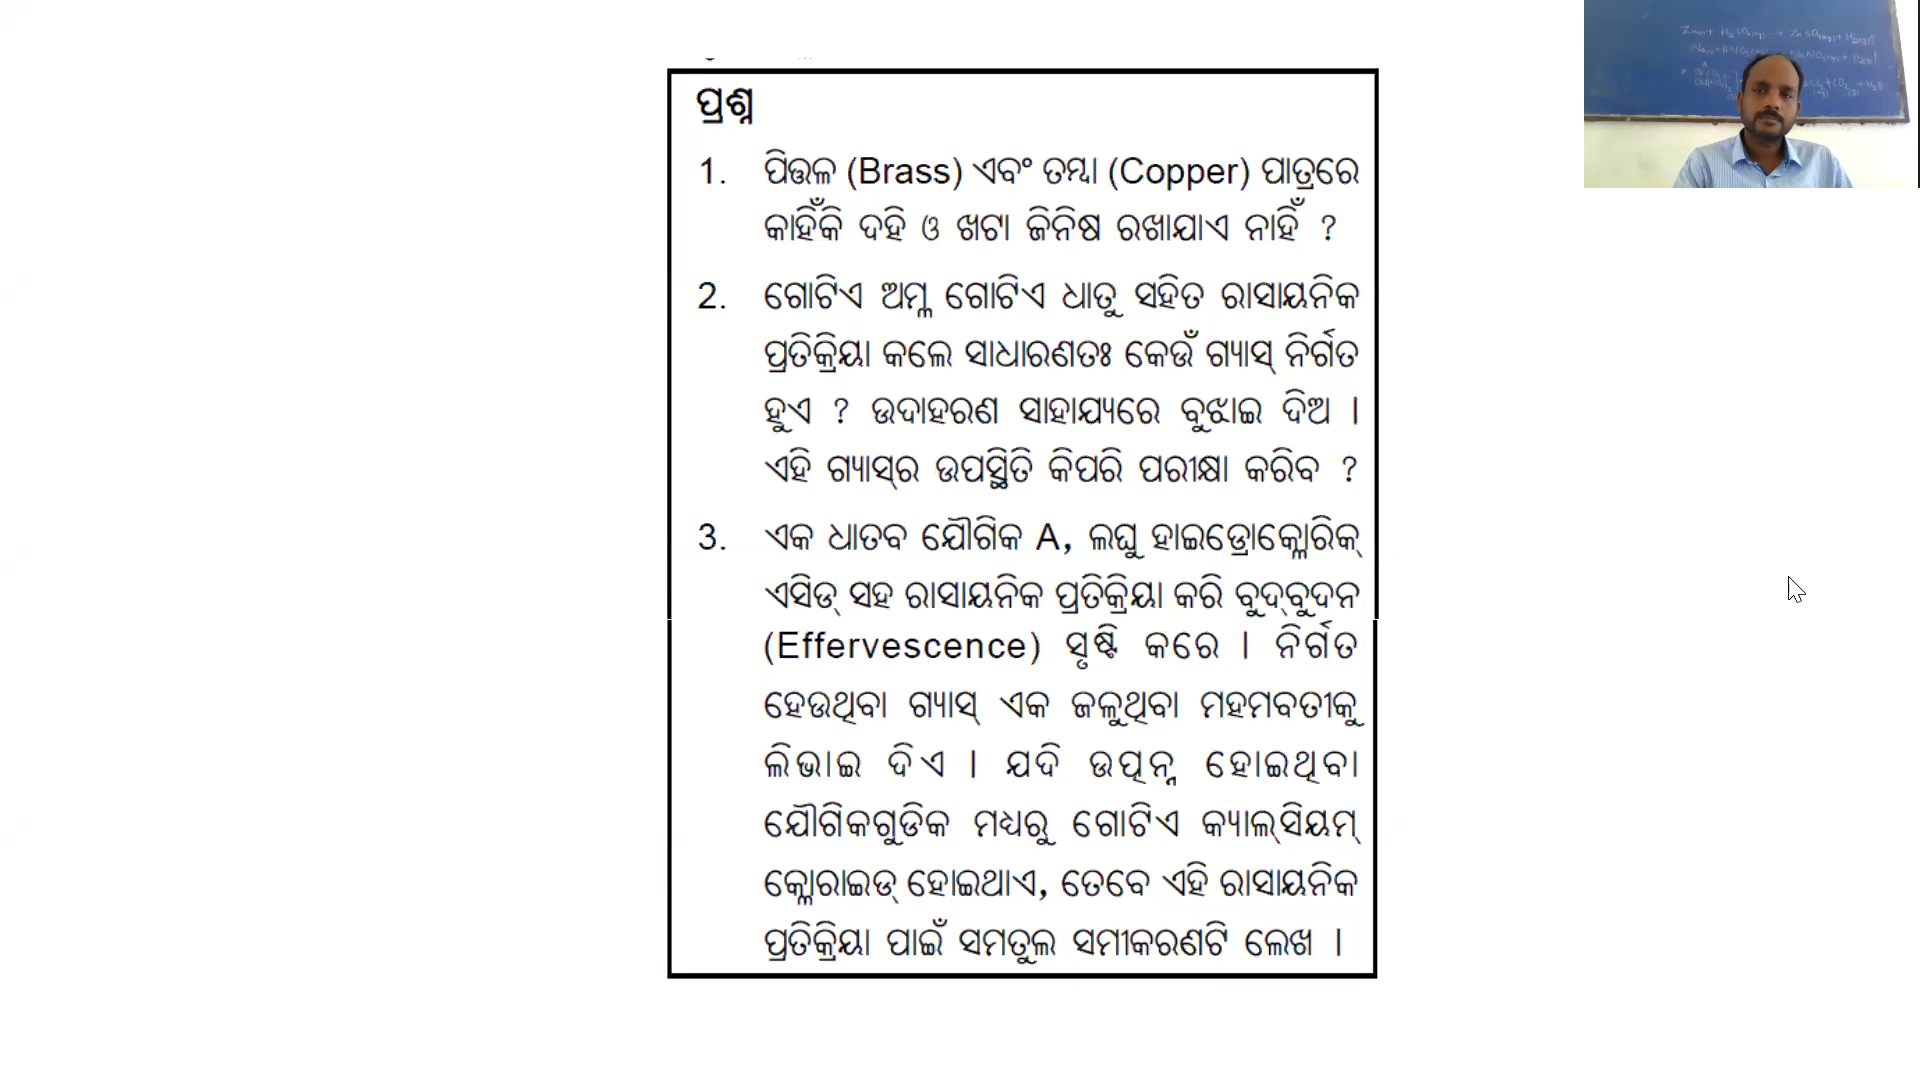 ପ୍ରଶ୍ନ
1. ପିତ୍ତଳ (Brass) ଏବଂ ତମ୍ବା (Copper) ପାତ୍ରରେ
କାହିଁକି ଦହି ଓ ଖଟା ଜିନିଷ ରଖାଯାଏ ନାହିଁ ?
2. ଗୋଟିଏ ଅମ୍ଳ ଗୋଟିଏ ଧାତୁ ସହିତ ରାସାୟନିକ
ପ୍ରତିକ୍ରିୟା କଲେ ସାଧାରଣତଃ କେଉଁ ଗ୍ୟାସ୍ ନିର୍ଗତ
ହୁଏ ? ଉଦାହରଣ ସାହାଯ୍ୟରେ ବୁଝାଇ ଦିଅ ।
ଏହି ଗ୍ୟାସ୍‌ର ଉପସ୍ଥିତି କିପରି ପରୀକ୍ଷା କରିବ ?
3. ଏକ ଧାତବ ଯୌଗିକ A, ଲଘୁ ହାଇଡ୍ରୋକ୍ଲୋରିକ୍
ଏସିଡ୍ ସହ ରାସାୟନିକ ପ୍ରତିକ୍ରିୟା କରି ବୁଦ୍‌ବୁଦନ
(Effervescence) ସୃଷ୍ଟି କରେ । ନିର୍ଗତ
ହେଉଥିବା ଗ୍ୟାସ୍ ଏକ ଜଳୁଥିବା ମହମବତୀକୁ
ଲିଭାଇ ଦିଏ । ଯଦି ଉତ୍ପନ୍ନ ହୋଇଥିବା
ଯୌଗିକଗୁଡିକ ମଧ୍ୟରୁ ଗୋଟିଏ କ୍ୟାଲ୍‌ସିୟମ୍
କ୍ଲୋରାଇଡ୍ ହୋଇଥାଏ, ତେବେ ଏହି ରାସାୟନିକ
ପ୍ରତିକ୍ରିୟା ପାଇଁ ସମତୁଲ ସମୀକରଣଟି ଲେଖ ।